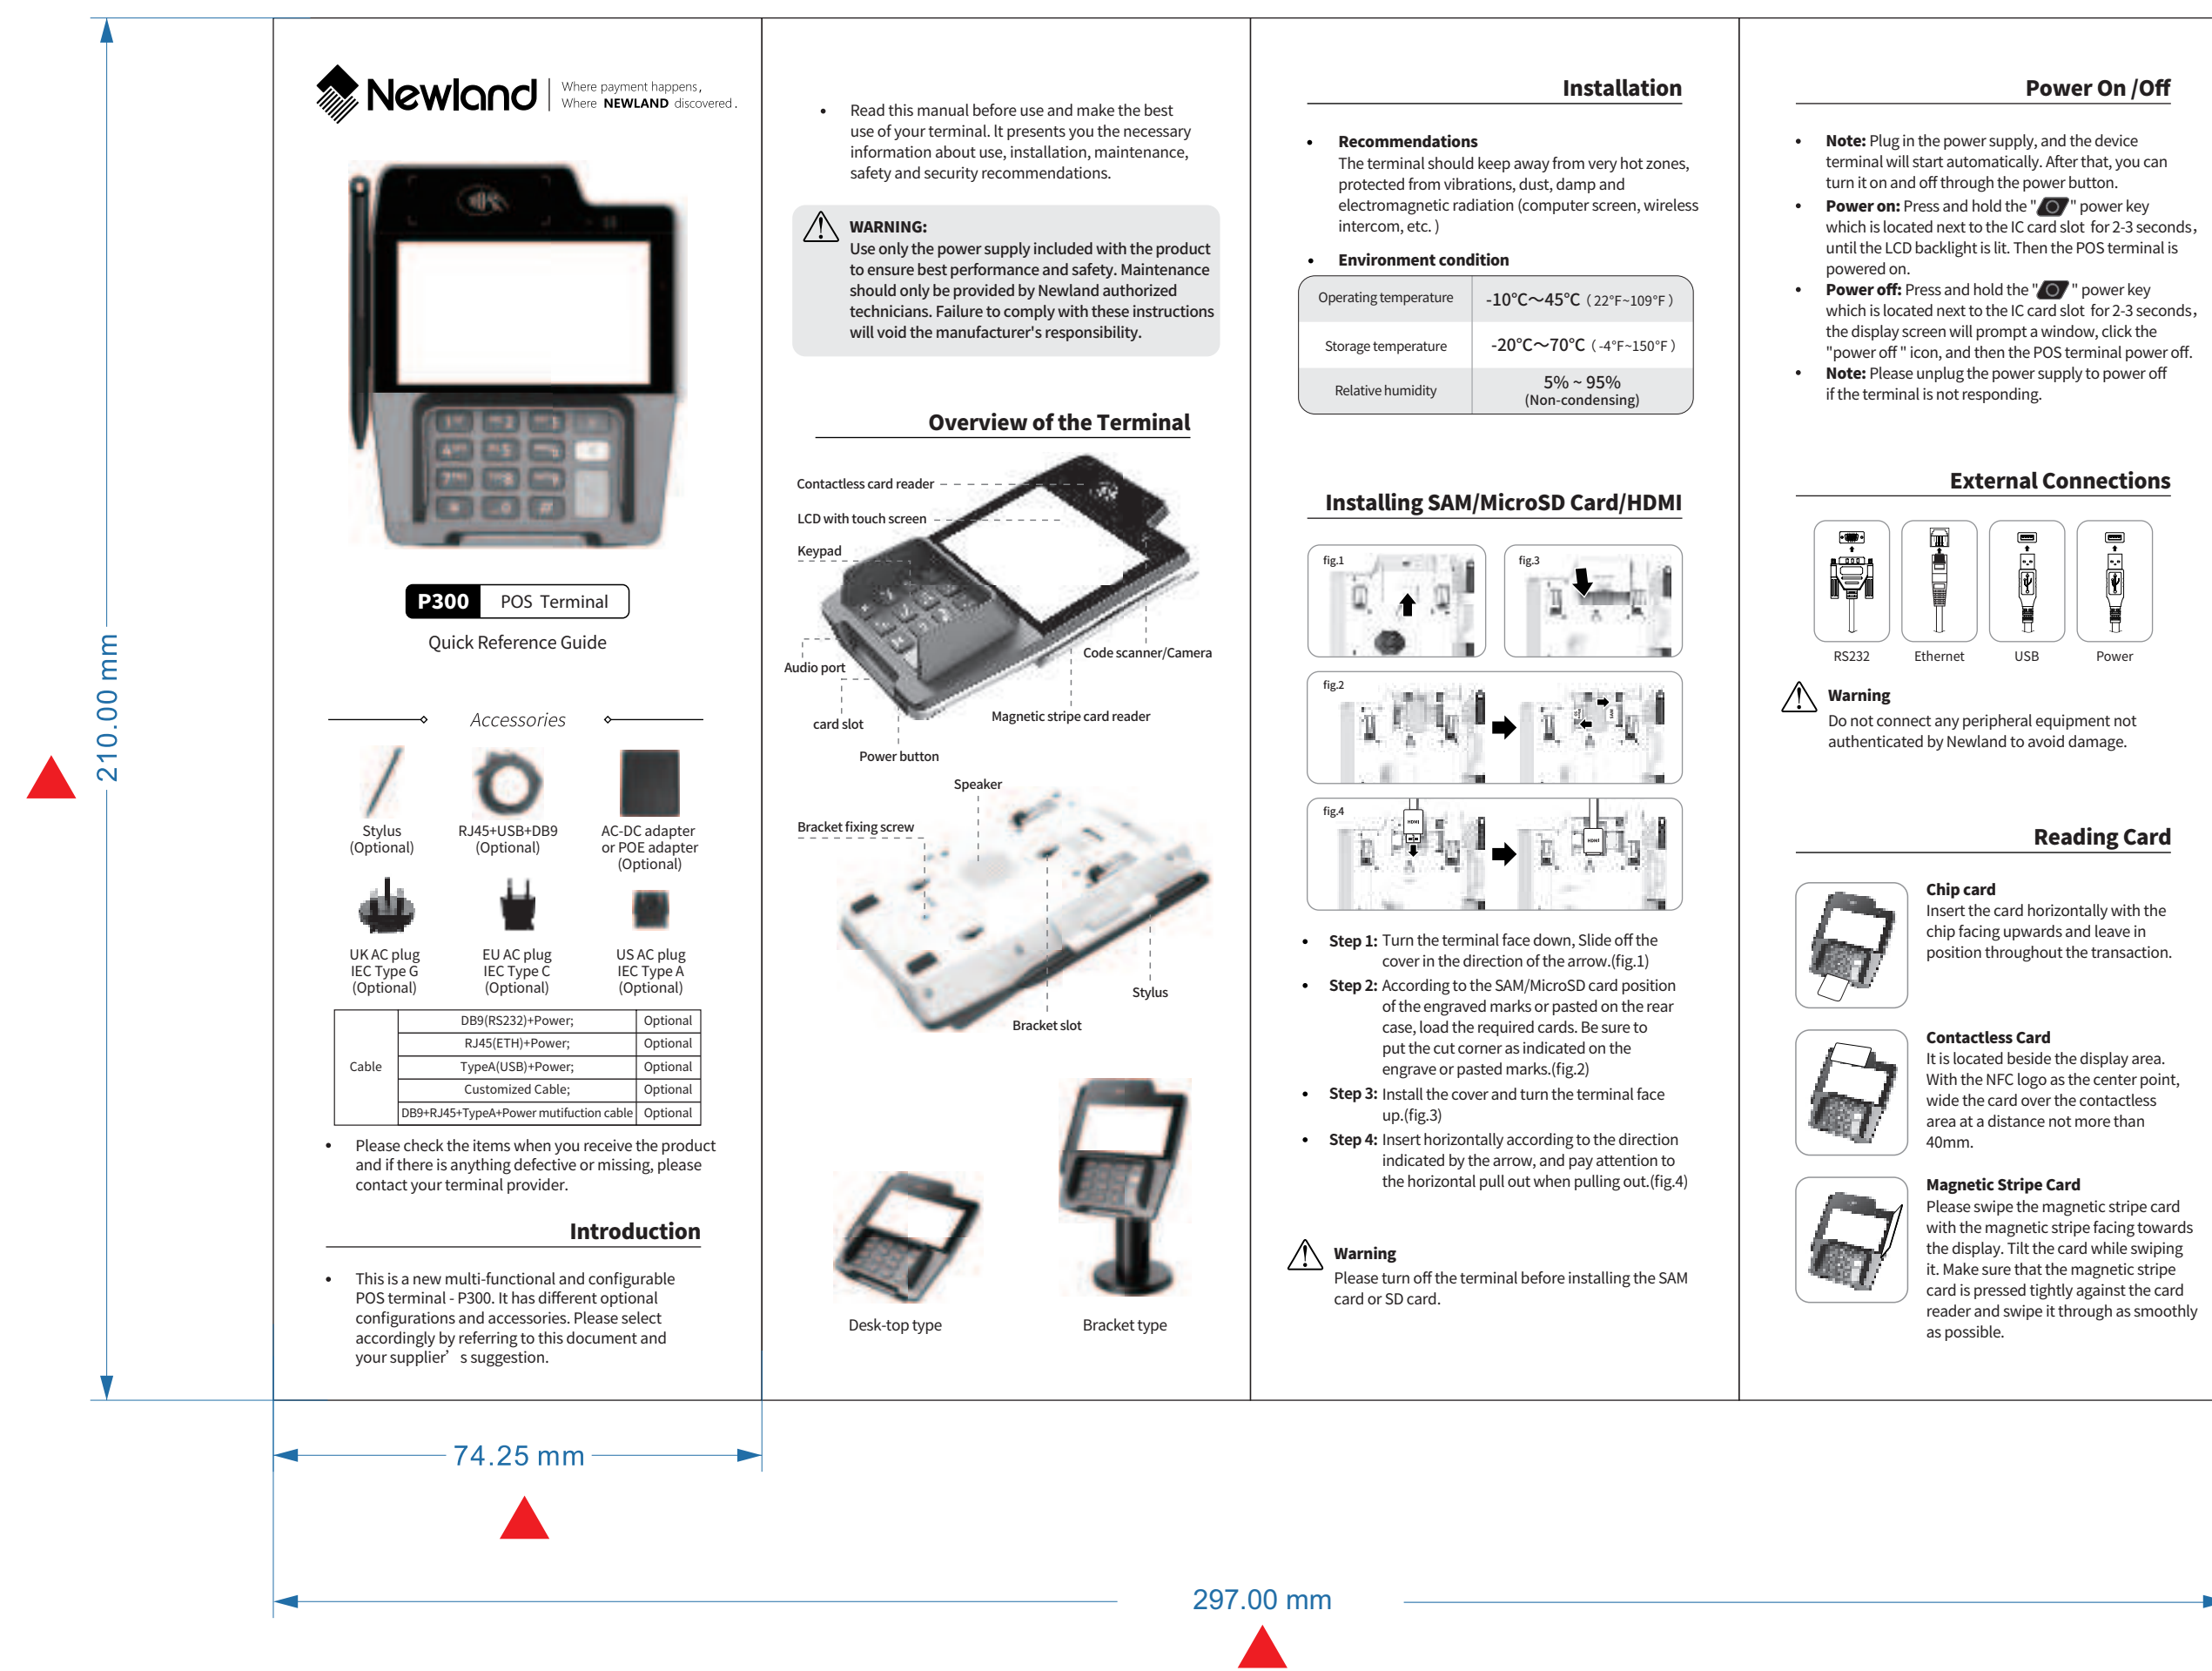 Newland
Where payment happens,
Where NEWLAND discovered.
P300 POS Terminal
Quick Reference Guide
Accessories
Stylus
(Optional)
RJ45+USB+DB9
(Optional)
AC-DC adapter
or POE adapter
(Optional)
UK AC plug
IEC Type G
(Optional)
EU AC plug
IEC Type C
(Optional)
US AC plug
IEC Type A
(Optional)
Cable
DB9(RS232)+Power; Optional
RJ45(ETH)+Power; Optional
TypeA(USB)+Power; Optional
Customized Cable; Optional
DB9+RJ45+TypeA+Power mutifuction cable Optional
• Please check the items when you receive the product
and if there is anything defective or missing, please
contact your terminal provider.
Introduction
• This is a new multi-functional and configurable
POS terminal - P300. It has different optional
configurations and accessories. Please select
accordingly by referring to this document and
your supplier’ s suggestion.
• Read this manual before use and make the best
use of your terminal. lt presents you the necessary
information about use, installation, maintenance,
safety and security recommendations.
WARNING:
Use only the power supply included with the product
to ensure best performance and safety. Maintenance
should only be provided by Newland authorized
technicians. Failure to comply with these instructions
will void the manufacturer's responsibility.
Overview of the Terminal
Contactless card reader
LCD with touch screen
Keypad
Audio port
card slot
Power button
Code scanner/Camera
Magnetic stripe card reader
Speaker
Bracket fixing screw
Stylus
Bracket slot
Desk-top type
Bracket type
Installation
• Recommendations
The terminal should keep away from very hot zones,
protected from vibrations, dust, damp and
electromagnetic radiation (computer screen, wireless
intercom, etc. )
• Environment condition
Operating temperature -10°C～45°C（22°F~109°F）
Storage temperature -20°C～70°C（-4°F~150°F）
Relative humidity 5% ~ 95%
(Non-condensing)
Installing SAM/MicroSD Card/HDMI
fig.1
fig.3
fig.2
fig.4
HDMI
HDMI
• Step 1: Turn the terminal face down, Slide off the
cover in the direction of the arrow.(fig.1)
• Step 2: According to the SAM/MicroSD card position
of the engraved marks or pasted on the rear
case, load the required cards. Be sure to
put the cut corner as indicated on the
engrave or pasted marks.(fig.2)
• Step 3: Install the cover and turn the terminal face
up.(fig.3)
• Step 4: Insert horizontally according to the direction
indicated by the arrow, and pay attention to
the horizontal pull out when pulling out.(fig.4)
Warning
Please turn off the terminal before installing the SAM
card or SD card.
Power On /Off
• Note: Plug in the power supply, and the device
terminal will start automatically. After that, you can
turn it on and off through the power button.
• Power on: Press and hold the " " power key
which is located next to the IC card slot for 2-3 seconds,
until the LCD backlight is lit. Then the POS terminal is
powered on.
• Power off: Press and hold the " " power key
which is located next to the IC card slot for 2-3 seconds,
the display screen will prompt a window, click the
"power off " icon, and then the POS terminal power off.
• Note: Please unplug the power supply to power off
if the terminal is not responding.
External Connections
RS232
Ethernet
USB
Power
Warning
Do not connect any peripheral equipment not
authenticated by Newland to avoid damage.
Reading Card
Chip card
Insert the card horizontally with the
chip facing upwards and leave in
position throughout the transaction.
Contactless Card
It is located beside the display area.
With the NFC logo as the center point,
wide the card over the contactless
area at a distance not more than
40mm.
Magnetic Stripe Card
Please swipe the magnetic stripe card
with the magnetic stripe facing towards
the display. Tilt the card while swiping
it. Make sure that the magnetic stripe
card is pressed tightly against the card
reader and swipe it through as smoothly
as possible.
210.00 mm
74.25 mm
297.00 mm